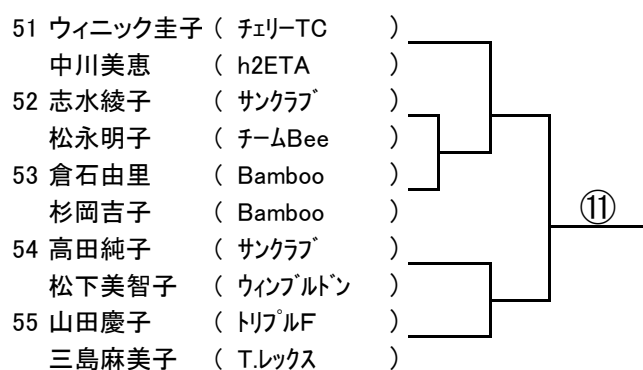 51 ウィニック圭子 ( ﾁｪﾘｰTC )
中川美恵 ( h2ETA )
52 志水綾子 ( ｻﾝｸﾗﾌﾞ )
松永明子 ( ﾁｰﾑBee )
53 倉石由里 ( Bamboo )
杉岡吉子 ( Bamboo )
⑪
54 高田純子 ( ｻﾝｸﾗﾌﾞ )
松下美智子 ( ｳｨﾝﾌﾞﾙﾄﾞﾝ )
55 山田慶子 ( ﾄﾘﾌﾟﾙF )
三島麻美子 ( T.ﾚｯｸｽ )